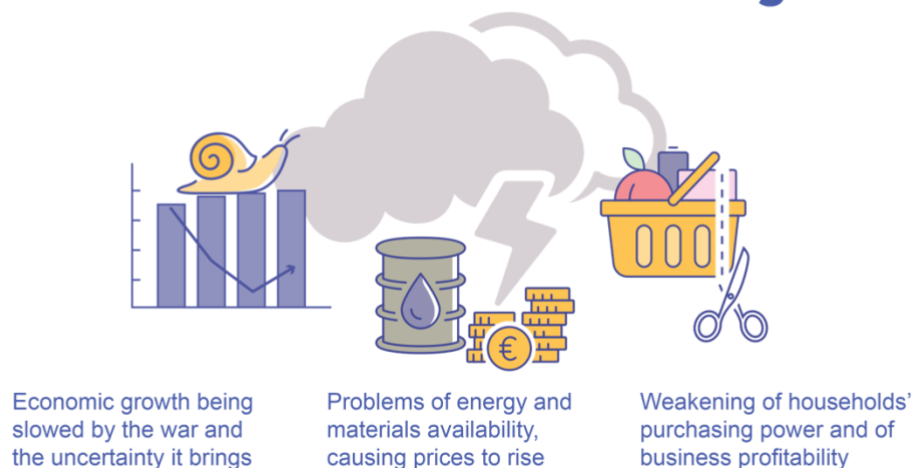 €
Economic growth being
slowed by the war and
the uncertainty it brings
Problems of energy and
materials availability,
causing prices to rise
Weakening of households’
purchasing power and of
business profitability